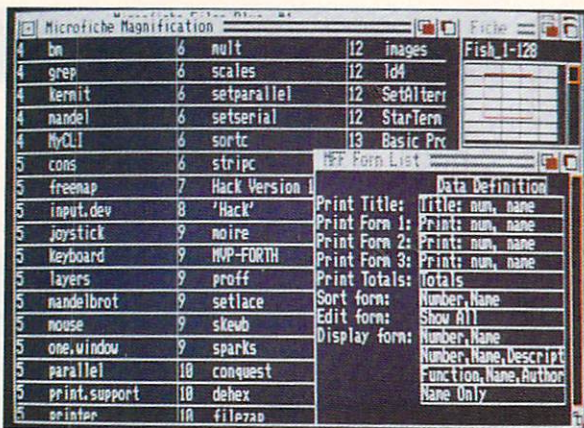 Microfiche Filer Plus
Microfiche Magnification
4 bm 6 mult 12 images
4 grep 6 scales 12 ld4
4 kermit 6 setparallel 12 SetAltern
4 mandel 6 setserial 12 StarTerm
4 MyCLI 6 sortc 13 Basic Pro
5 cons 6 stripc
5 freemap 7 Hack Version 1
5 input.dev 8 'Hack'
5 joystick 9 moire
5 keyboard 9 MVP-FORTH
5 layers 9 proff
5 mandelbrot 9 setlace
5 mouse 9 skewb
5 one.window 9 sparks
5 parallel 10 conquest
5 print.support 10 dehex
5 printer 10 filezap
Fiche
Fish_1-128
MFF Form List
Data Definition
Print Title: Title: num, name
Print Form 1: Print: num, name
Print Form 2: Print: num, name
Print Form 3: Print: num, name
Print Totals: Totals
Sort form: Number,Name
Edit form: Show All
Display form: Number,Name
Number,Name,Descript
Function,Name,Author
Name Only